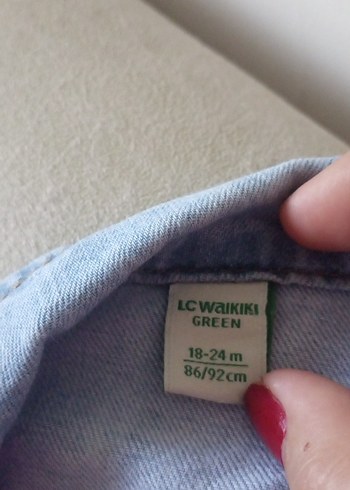 LC WAIKIKI
GREEN
18-24 m
86/92cm